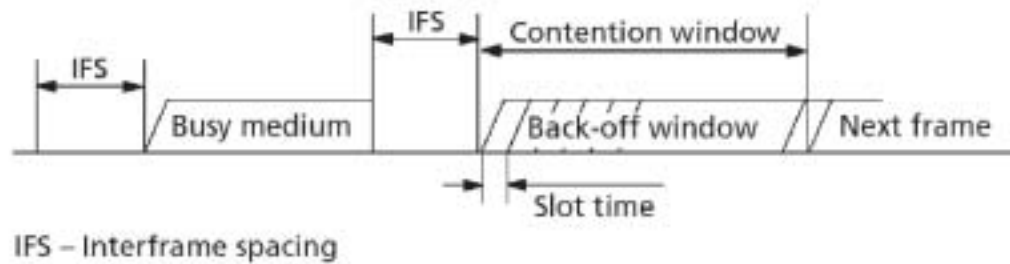 IFS
IFS
Contention window
Busy medium
Back-off window
Next frame
Slot time
IFS – Interframe spacing